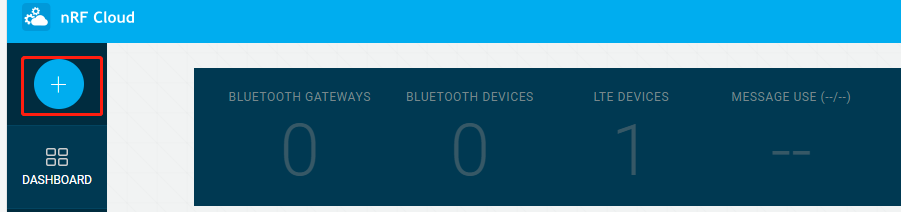 nRF Cloud
BLUETOOTH GATEWAYS BLUETOOTH DEVICES LTE DEVICES MESSAGE USE (--/--)
0 0 1 --
DASHBOARD